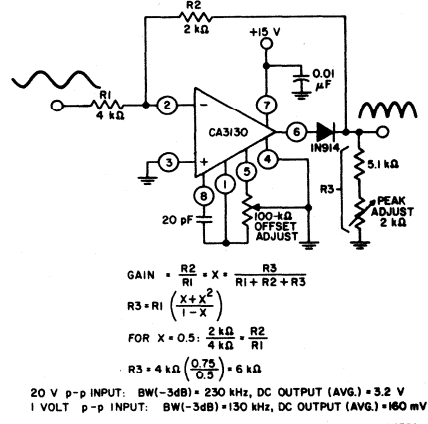 R2
2 kΩ
+15 V
0.01
μF
R1
4 kΩ
2
–
7
CA3130
6
IN914
3
+
8
1
5
4
5.1 kΩ
R3
PEAK
ADJUST
2 kΩ
20 pF
100-kΩ
OFFSET
ADJUST
GAIN = R2/R1 = X = R3/(R1 + R2 + R3)
R3 = R1 (X+X²/1-X)
FOR X = 0.5: 2 kΩ/4 kΩ = R2/R1
R3 = 4 kΩ (0.75/0.5) = 6 kΩ
20 V p-p INPUT: BW(-3dB) = 230 kHz, DC OUTPUT (AVG.) = 3.2 V
1 VOLT p-p INPUT: BW(-3dB) = 130 kHz, DC OUTPUT (AVG.) = 160 mV